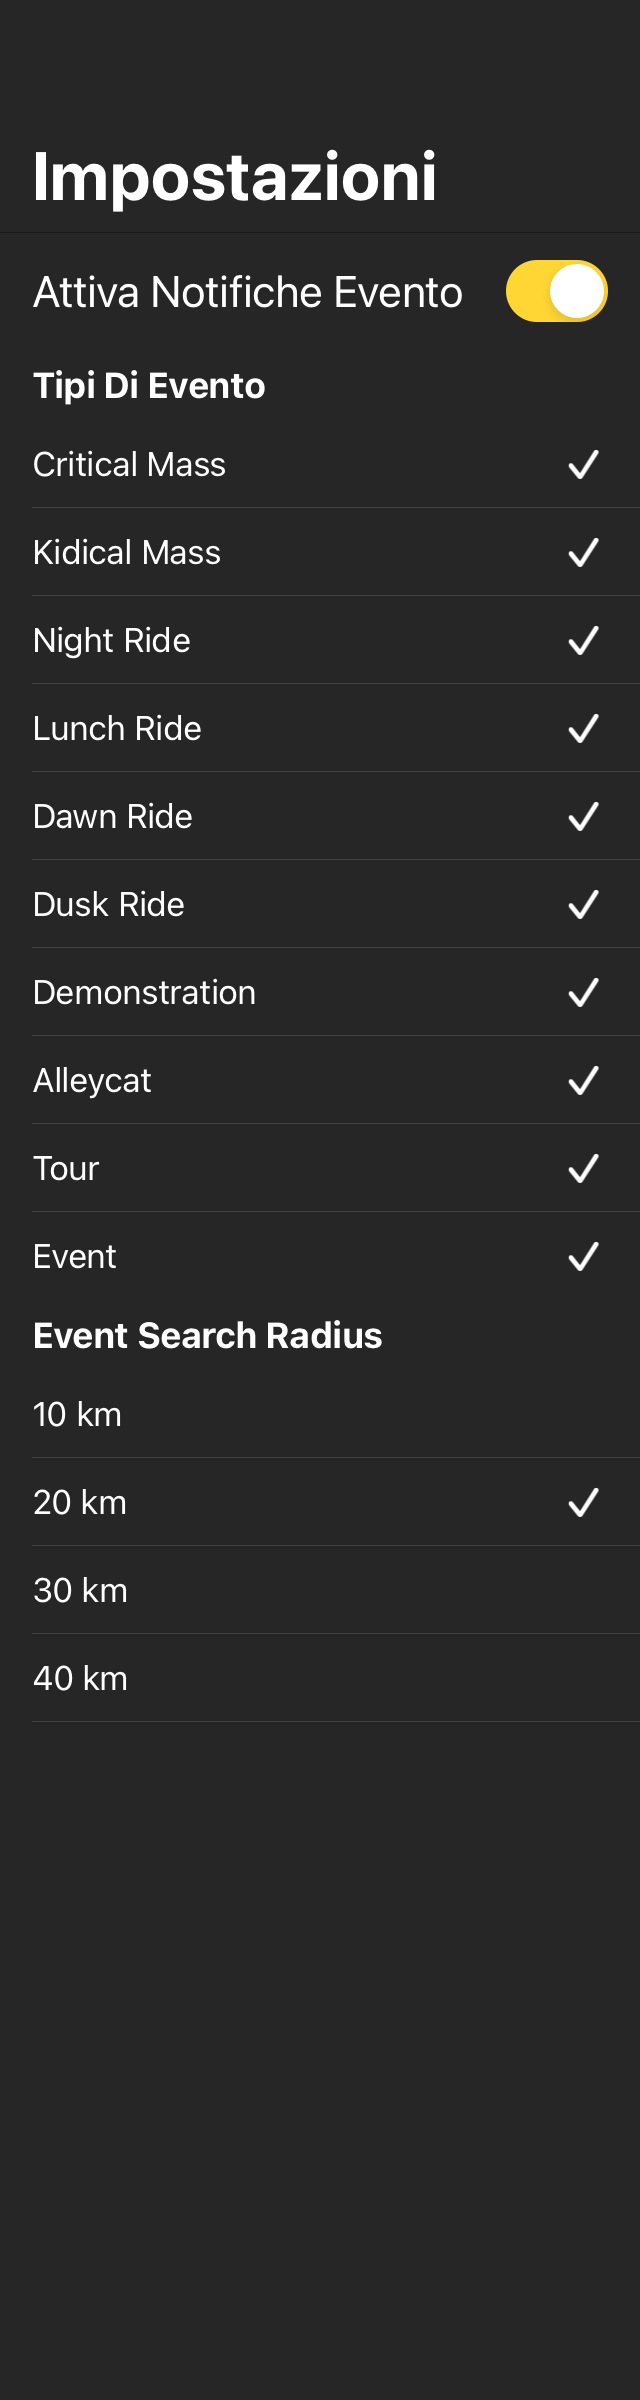 Impostazioni
Attiva Notifiche Evento
Tipi Di Evento
Critical Mass
Kidical Mass
Night Ride
Lunch Ride
Dawn Ride
Dusk Ride
Demonstration
Alleycat
Tour
Event
Event Search Radius
10 km
20 km
30 km
40 km